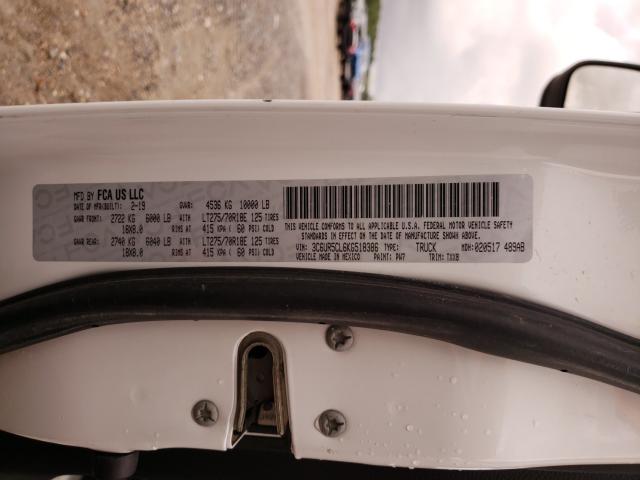 MFD BY FCA US LLC
DATE OF MFR(BUILT): 2-19 GVWR: 4536 KG 10000 LB
GAWR FRONT: 2722 KG 6000 LB WITH LT275/70R18E 125 TIRES
18X8.0 RIMS AT 415 KPA ( 60 PSI) COLD
GAWR REAR: 2740 KG 6040 LB WITH LT275/70R18E 125 TIRES
18X8.0 RIMS AT 415 KPA ( 60 PSI) COLD
THIS VEHICLE CONFORMS TO ALL APPLICABLE U.S.A. FEDERAL MOTOR VEHICLE SAFETY
STANDARDS IN EFFECT ON THE DATE OF MANUFACTURE SHOWN ABOVE.
VIN: 3C6UR5CL6KG518386 TYPE: TRUCK MDH: 020517 489AB
VEHICLE MADE IN MEXICO PAINT: PW7 TRIM: TXX8